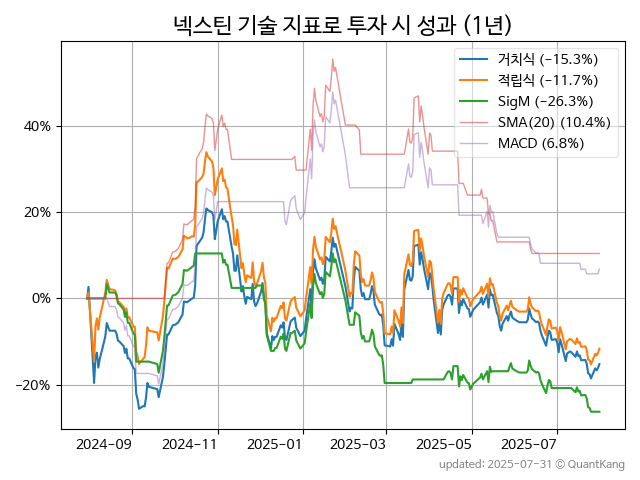 넥스틴 기술 지표로 투자 시 성과 (1년)
거치식 (−15.3%)
적립식 (−11.7%)
SigM (−26.3%)
SMA(20) (10.4%)
MACD (6.8%)
40%
20%
0%
−20%
2024−09 2024−11 2025−01 2025−03 2025−05 2025−07
updated: 2025-07-31 © QuantKang